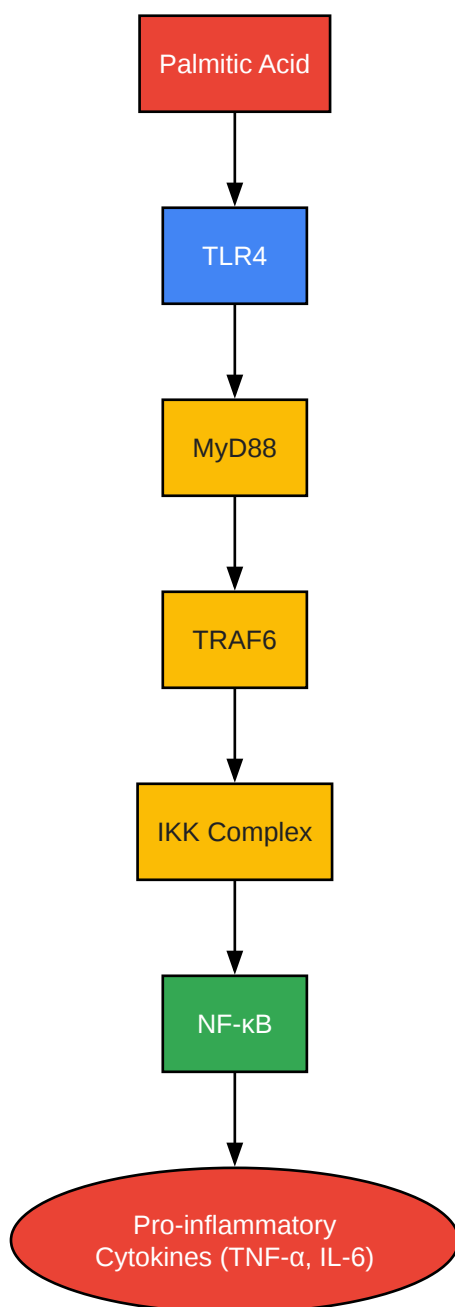 Palmitic Acid
TLR4
MyD88
TRAF6
IKK Complex
NF-κB
Pro-inflammatory
Cytokines (TNF-α, IL-6)